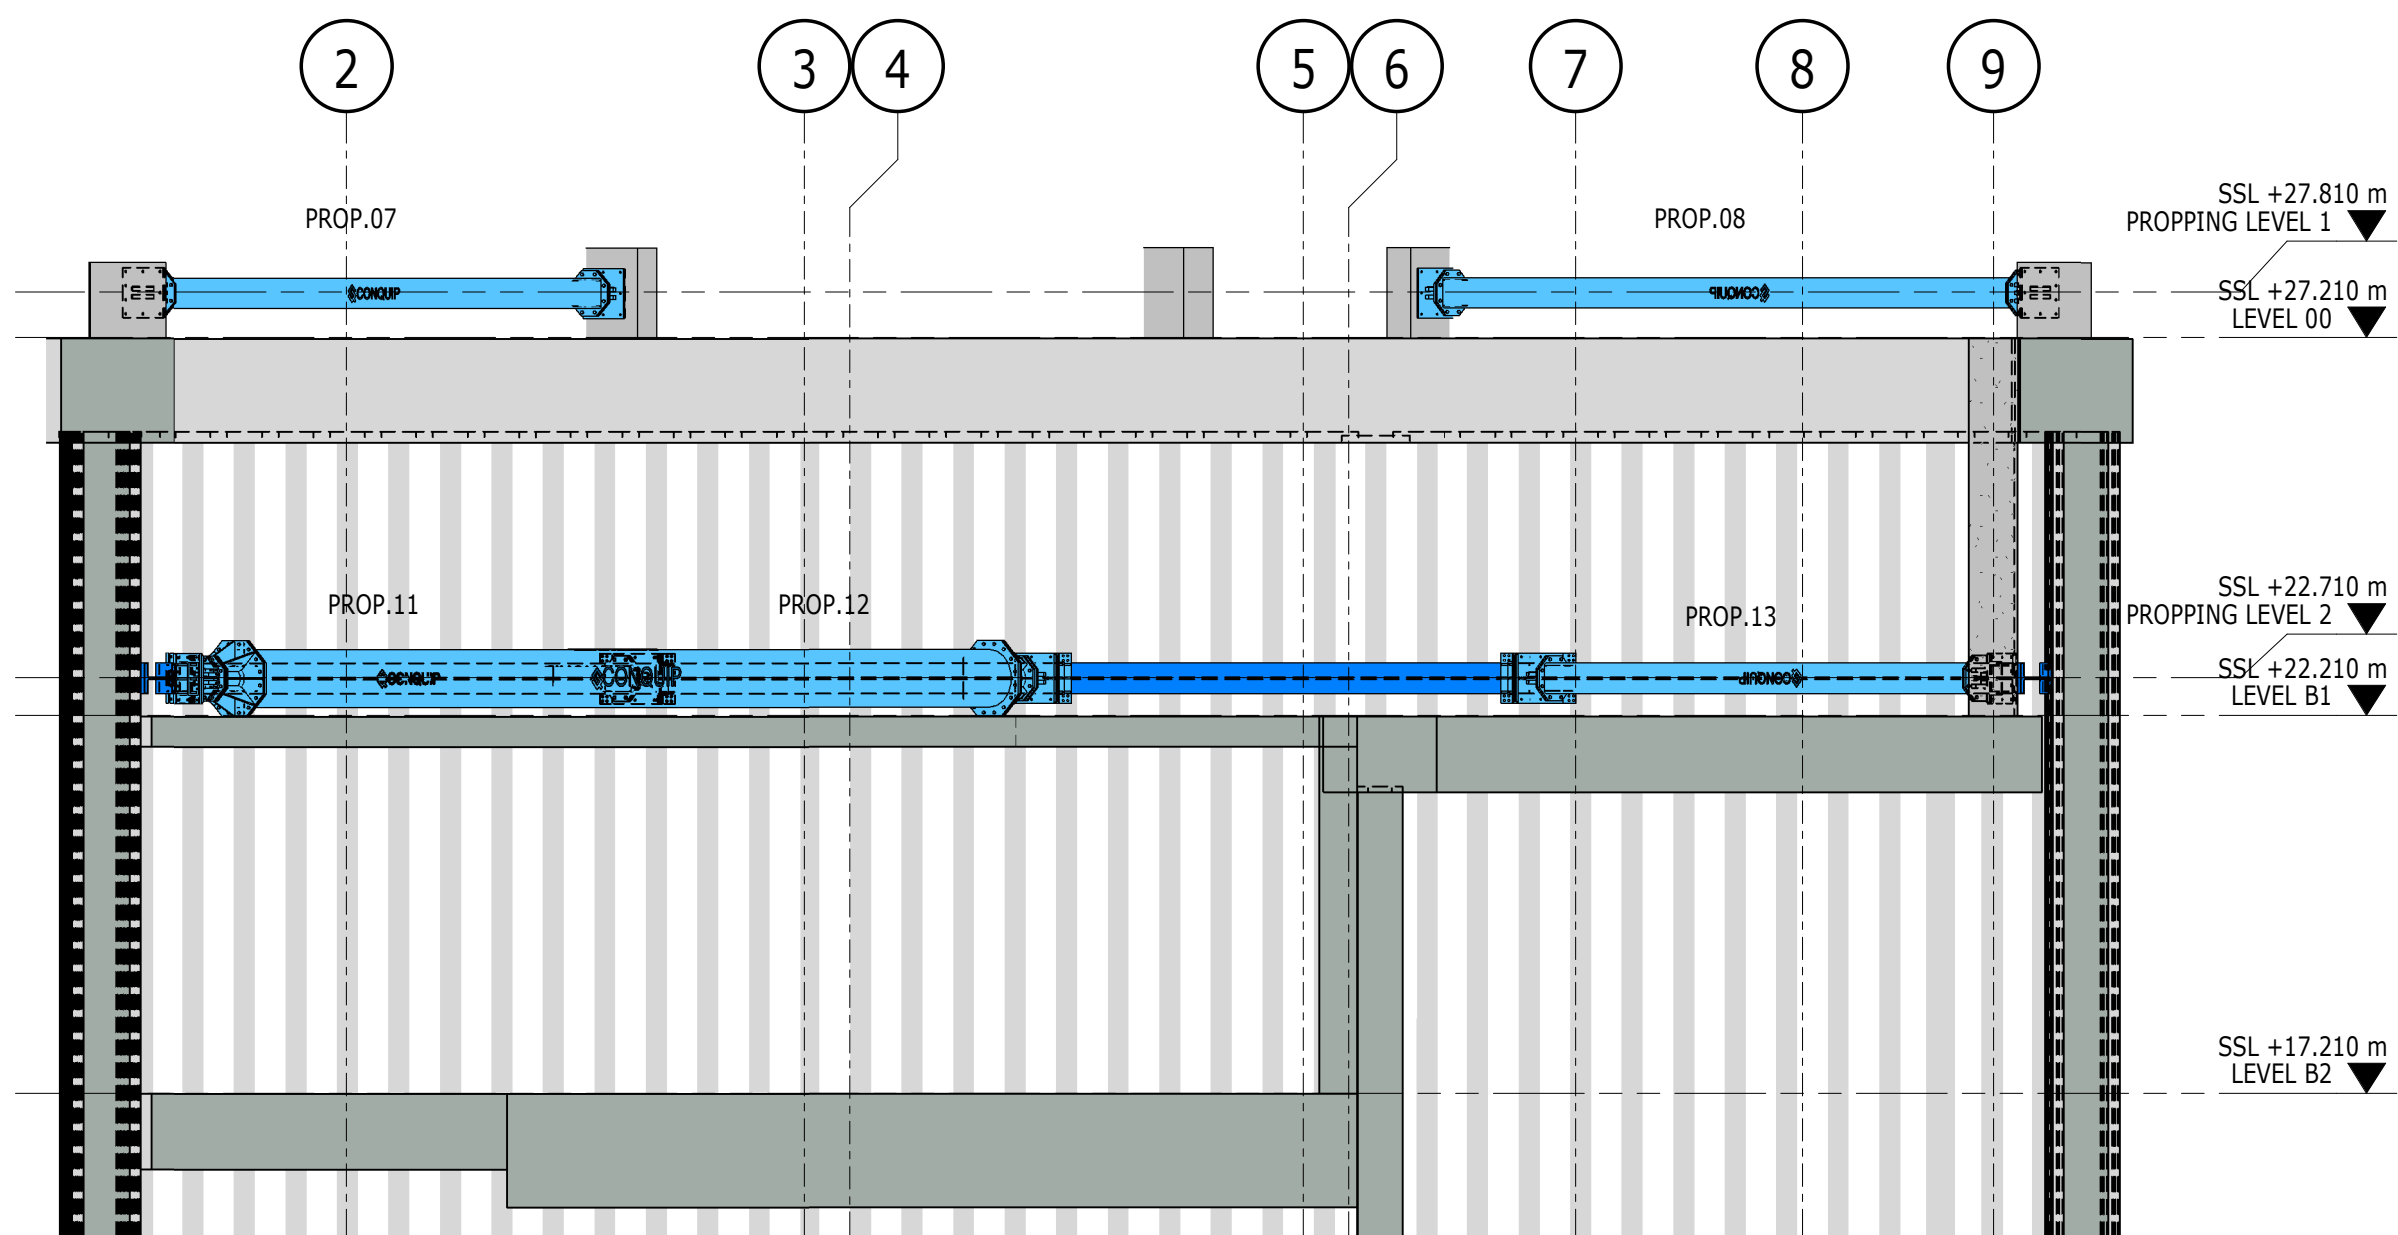 2
3
4
5
6
7
8
9
PROP.07
PROP.08
SSL +27.810 m
PROPPING LEVEL 1
CONQUIP
CONQUIP
SSL +27.210 m
LEVEL 00
PROP.11
PROP.12
PROP.13
SSL +22.710 m
PROPPING LEVEL 2
CONQUIP
CONQUIP
SSL +22.210 m
LEVEL B1
SSL +17.210 m
LEVEL B2